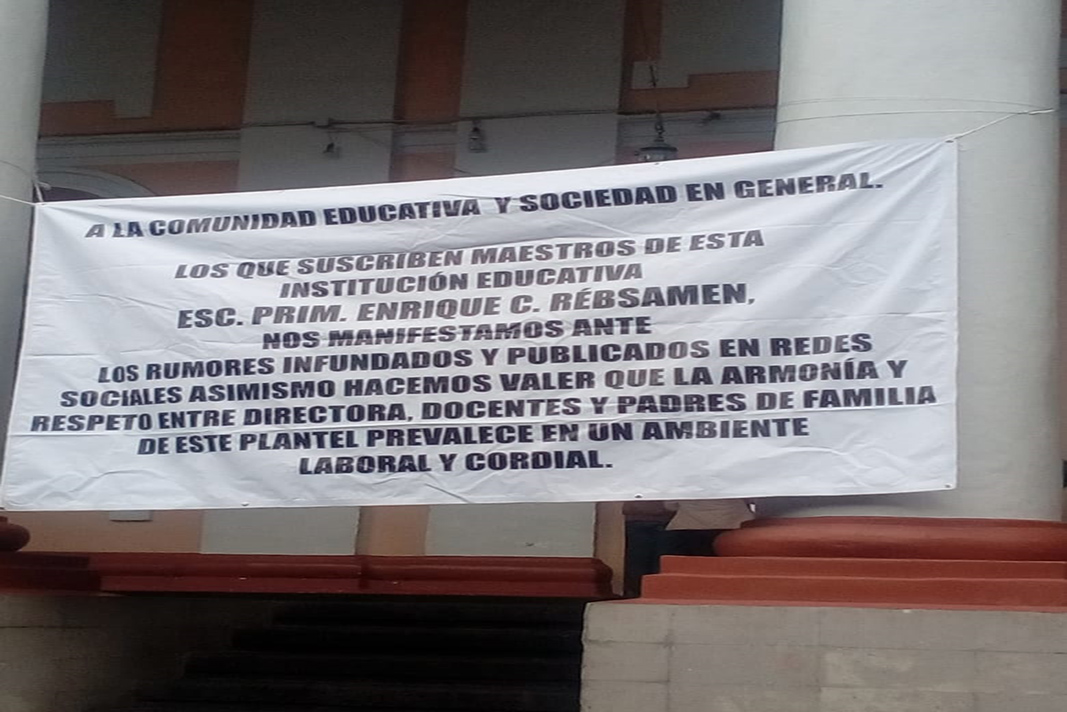 A LA COMUNIDAD EDUCATIVA Y SOCIEDAD EN GENERAL.
LOS QUE SUSCRIBEN MAESTROS DE ESTA
INSTITUCIÓN EDUCATIVA
ESC. PRIM. ENRIQUE C. RÉBSAMEN,
NOS MANIFESTAMOS ANTE
LOS RUMORES INFUNDADOS Y PUBLICADOS EN REDES
SOCIALES ASIMISMO HACEMOS VALER QUE LA ARMONÍA Y
RESPETO ENTRE DIRECTORA, DOCENTES Y PADRES DE FAMILIA
DE ESTE PLANTEL PREVALECE EN UN AMBIENTE
LABORAL Y CORDIAL.